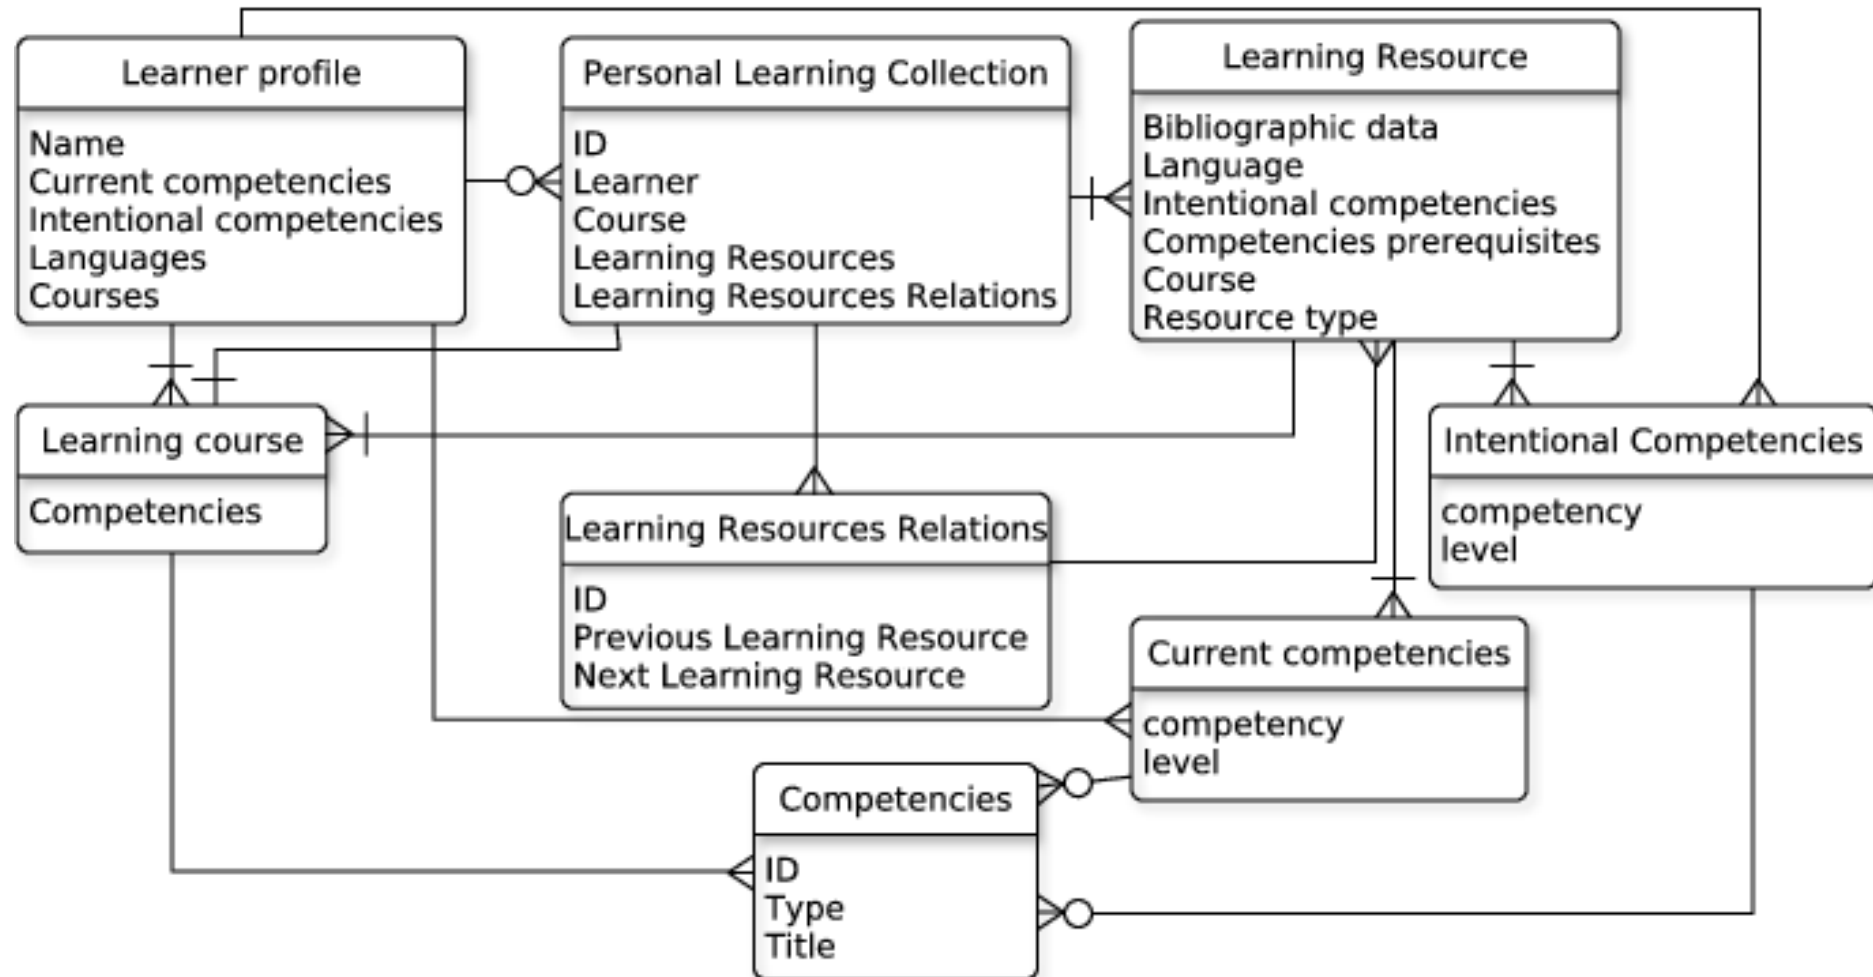 Learner profile
Name
Current competencies
Intentional competencies
Languages
Courses
Personal Learning Collection
ID
Learner
Course
Learning Resources
Learning Resources Relations
Learning Resource
Bibliographic data
Language
Intentional competencies
Competencies prerequisites
Course
Resource type
Learning course
Competencies
Learning Resources Relations
ID
Previous Learning Resource
Next Learning Resource
Intentional Competencies
competency
level
Current competencies
competency
level
Competencies
ID
Type
Title